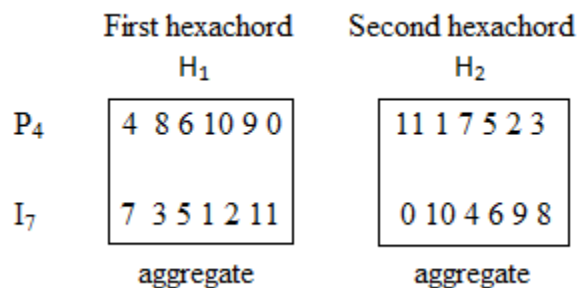 First hexachord Second hexachord
H₁ H₂
P₄ 4 8 6 10 9 0 11 1 7 5 2 3
I₇ 7 3 5 1 2 11 0 10 4 6 9 8
aggregate aggregate